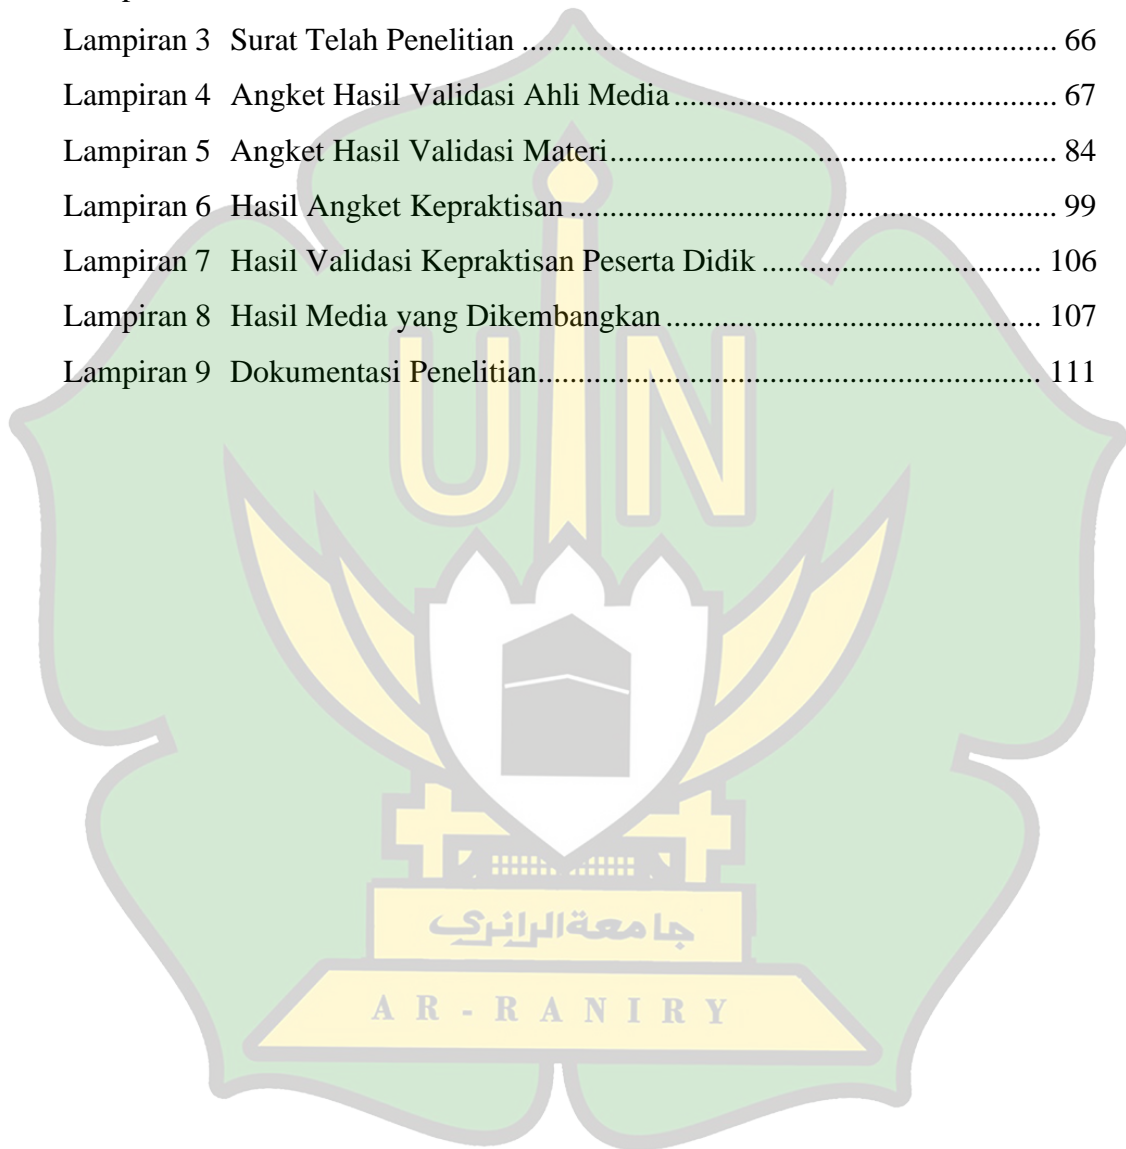 Lampiran 3 Surat Telah Penelitian ................................................................ 66
Lampiran 4 Angket Hasil Validasi Ahli Media .............................................. 67
Lampiran 5 Angket Hasil Validasi Materi...................................................... 84
Lampiran 6 Hasil Angket Kepraktisan ........................................................... 99
Lampiran 7 Hasil Validasi Kepraktisan Peserta Didik .................................. 106
Lampiran 8 Hasil Media yang Dikembangkan .............................................. 107
Lampiran 9 Dokumentasi Penelitian............................................................. 111
UIN
جامعةالرانري
AR-RANIRY